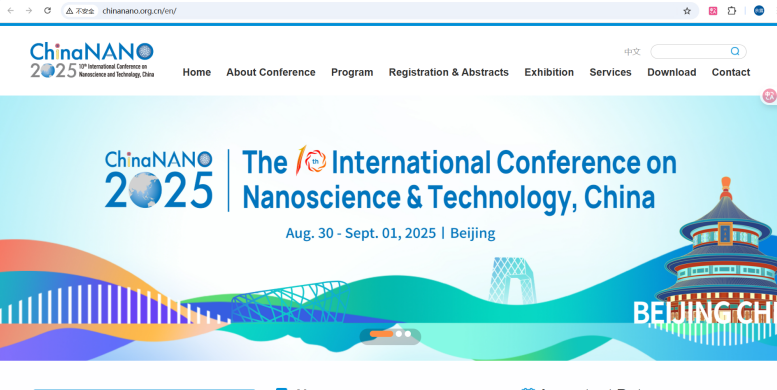 不安全 chinanano.org.cn/en/
中文
ChinaNANO
2025 10th International Conference on
Nanoscience and Technology, China
Home About Conference Program Registration & Abstracts Exhibition Services Download Contact
ChinaNANO
2025
The 10th International Conference on
Nanoscience & Technology, China
Aug. 30 - Sept. 01, 2025 | Beijing
BEIJING CHI